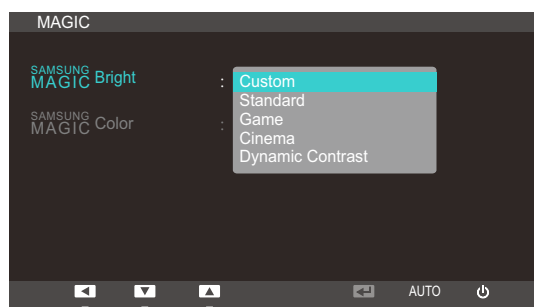 MAGIC
SAMSUNG
MAGIC Bright
:
Custom
Standard
Game
Cinema
Dynamic Contrast
SAMSUNG
MAGIC Color
:
AUTO